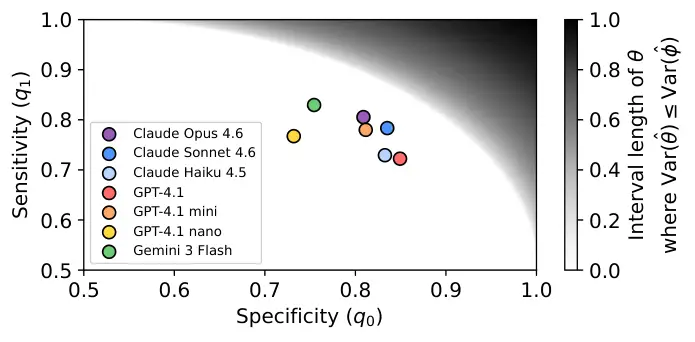 1.0
0.9
0.8
0.7
0.6
0.5
Sensitivity (q₁)
Claude Opus 4.6
Claude Sonnet 4.6
Claude Haiku 4.5
GPT-4.1
GPT-4.1 mini
GPT-4.1 nano
Gemini 3 Flash
0.5 0.6 0.7 0.8 0.9 1.0
Specificity (q₀)
1.0
0.8
0.6
0.4
0.2
0.0
Interval length of θ
where Var(θ̂) ≤ Var(ϕ̂)